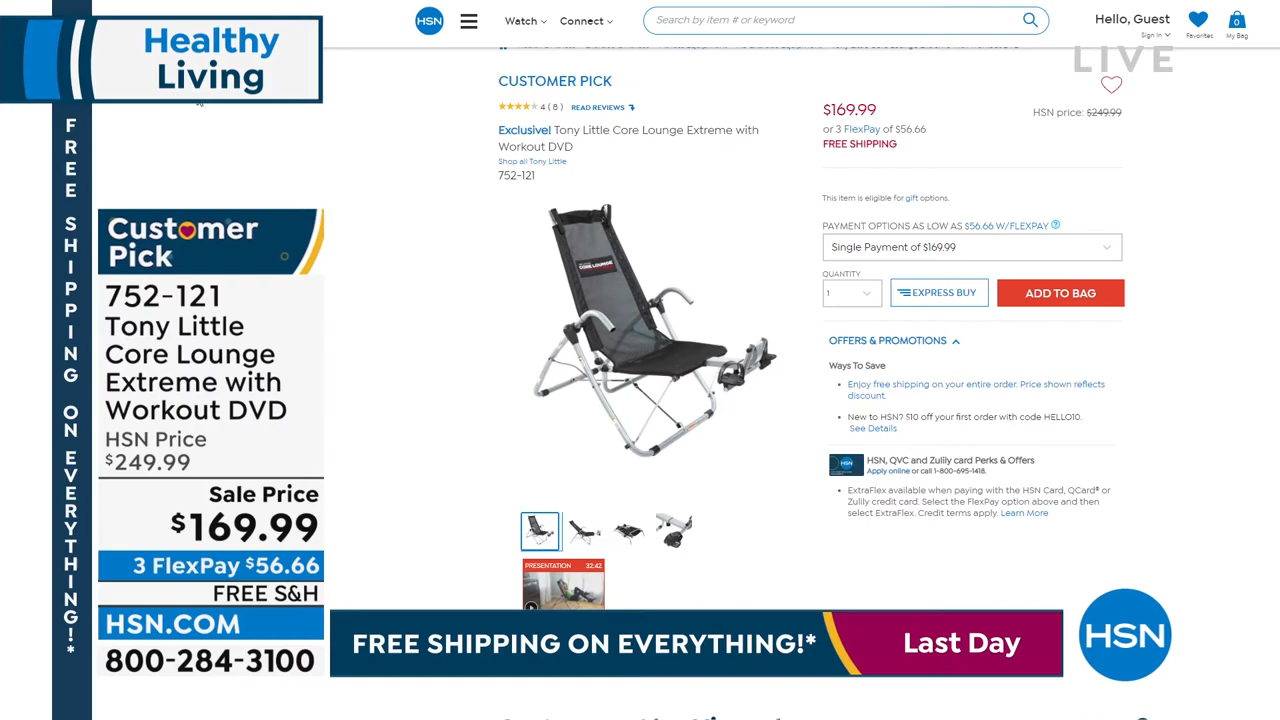 Healthy
Living
FREE SHIPPING ON EVERYTHING!*
Customer
Pick
752-121
Tony Little
Core Lounge
Extreme with
Workout DVD
HSN Price
$249.99
Sale Price
$169.99
3 FlexPay $56.66
FREE S&H
HSN.COM
800-284-3100
HSN
Watch
Connect
Search by item # or keyword
Hello, Guest
Sign in
Favorites
0
My Bag
LIVE
CUSTOMER PICK
4 ( 8 ) READ REVIEWS
Exclusive! Tony Little Core Lounge Extreme with
Workout DVD
Shop all Tony Little
752-121
CORE LOUNGE
PRESENTATION 32:42
$169.99
HSN price: $249.99
or 3 FlexPay of $56.66
FREE SHIPPING
This item is eligible for gift options.
PAYMENT OPTIONS AS LOW AS $56.66 W/FLEXPAY ?
Single Payment of $169.99
QUANTITY
1
EXPRESS BUY
ADD TO BAG
OFFERS & PROMOTIONS
Ways To Save
• Enjoy free shipping on your entire order. Price shown reflects
discount.
• New to HSN? $10 off your first order with code HELLO10.
See Details
HSN
HSN, QVC and Zulily card Perks & Offers
Apply online or call 1-800-695-1418.
• ExtraFlex available when paying with the HSN Card, QCard® or
Zulily credit card. Select the FlexPay option above and then
select ExtraFlex. Credit terms apply. Learn More
FREE SHIPPING ON EVERYTHING!*
Last Day
HSN